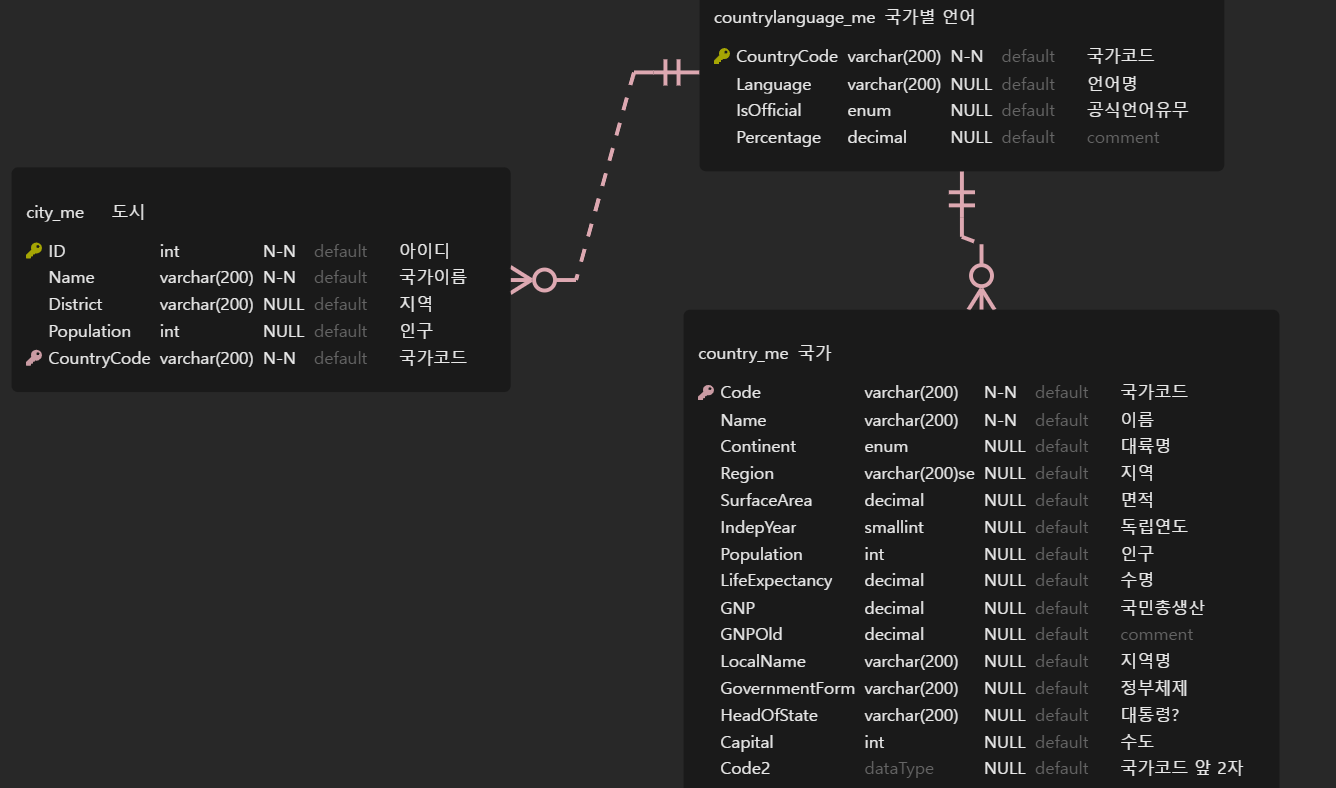 countrylanguage_me 국가별 언어
CountryCode varchar(200) N-N default 국가코드
Language varchar(200) NULL default 언어명
IsOfficial enum NULL default 공식언어유무
Percentage decimal NULL default comment
city_me 도시
ID int N-N default 아이디
Name varchar(200) N-N default 국가이름
District varchar(200) NULL default 지역
Population int NULL default 인구
CountryCode varchar(200) N-N default 국가코드
country_me 국가
Code varchar(200) N-N default 국가코드
Name varchar(200) N-N default 이름
Continent enum NULL default 대륙명
Region varchar(200)se NULL default 지역
SurfaceArea decimal NULL default 면적
IndepYear smallint NULL default 독립연도
Population int NULL default 인구
LifeExpectancy decimal NULL default 수명
GNP decimal NULL default 국민총생산
GNPOld decimal NULL default comment
LocalName varchar(200) NULL default 지역명
GovernmentForm varchar(200) NULL default 정부체제
HeadOfState varchar(200) NULL default 대통령?
Capital int NULL default 수도
Code2 dataType NULL default 국가코드 앞 2자